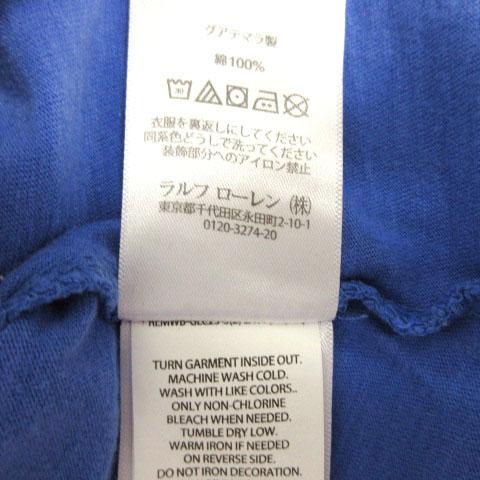 グアテマラ製
綿100%
衣服を裏返しにしてください
同系色どうしで洗ってください
装飾部分へのアイロン禁止
ラルフ ローレン (株)
東京都千代田区永田町2-10-1
0120-3274-20
TURN GARMENT INSIDE OUT.
MACHINE WASH COLD.
WASH WITH LIKE COLORS..
ONLY NON-CHLORINE
BLEACH WHEN NEEDED.
TUMBLE DRY LOW.
WARM IRON IF NEEDED
ON REVERSE SIDE.
DO NOT IRON DECORATION.